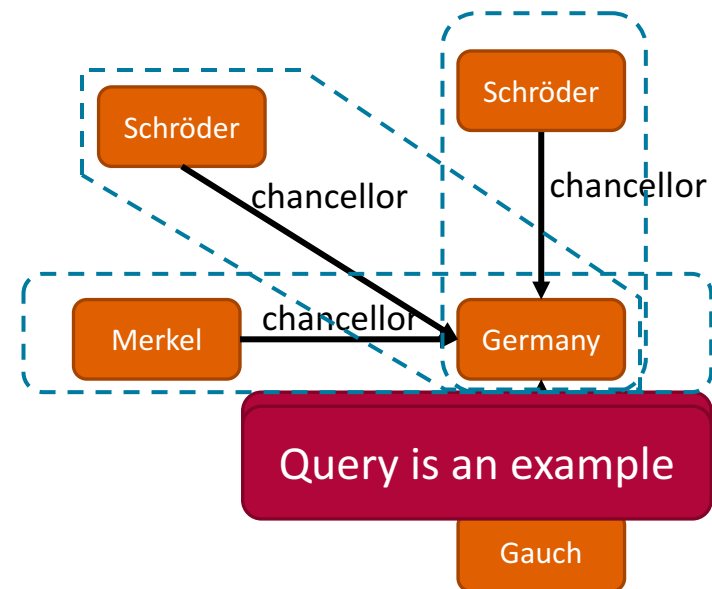 Schröder
Schröder
chancellor
chancellor
Merkel
chancellor
Germany
Query is an example
Gauch